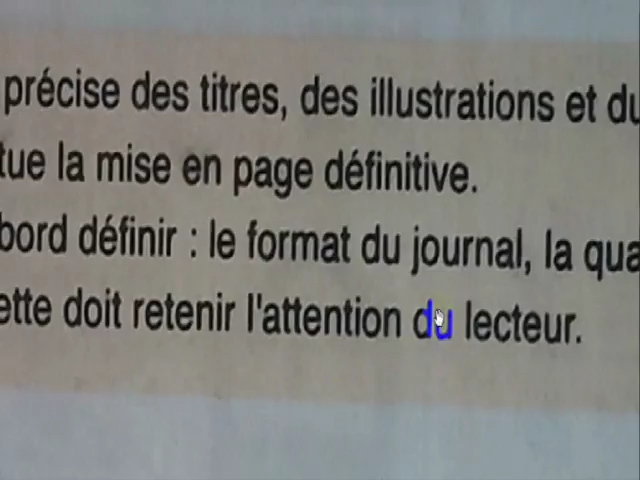 précise des titres, des illustrations et du
tue la mise en page définitive.
bord définir : le format du journal, la qua
ette doit retenir l'attention du lecteur.